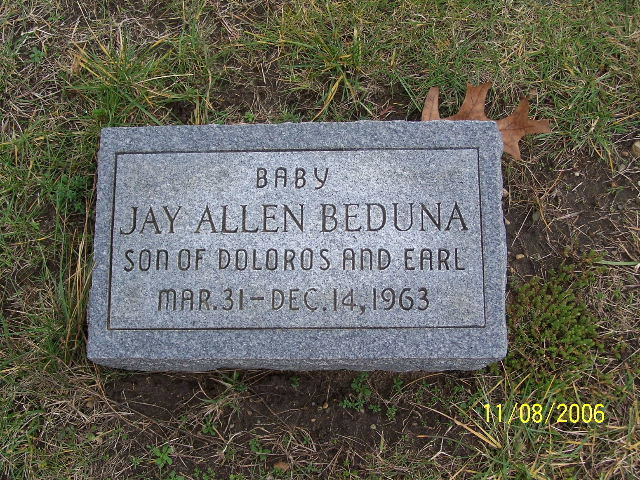 BABY
JAY ALLEN BEDUNA
SON OF DOLOROS AND EARL
MAR. 31 - DEC. 14, 1963
11/08/2006